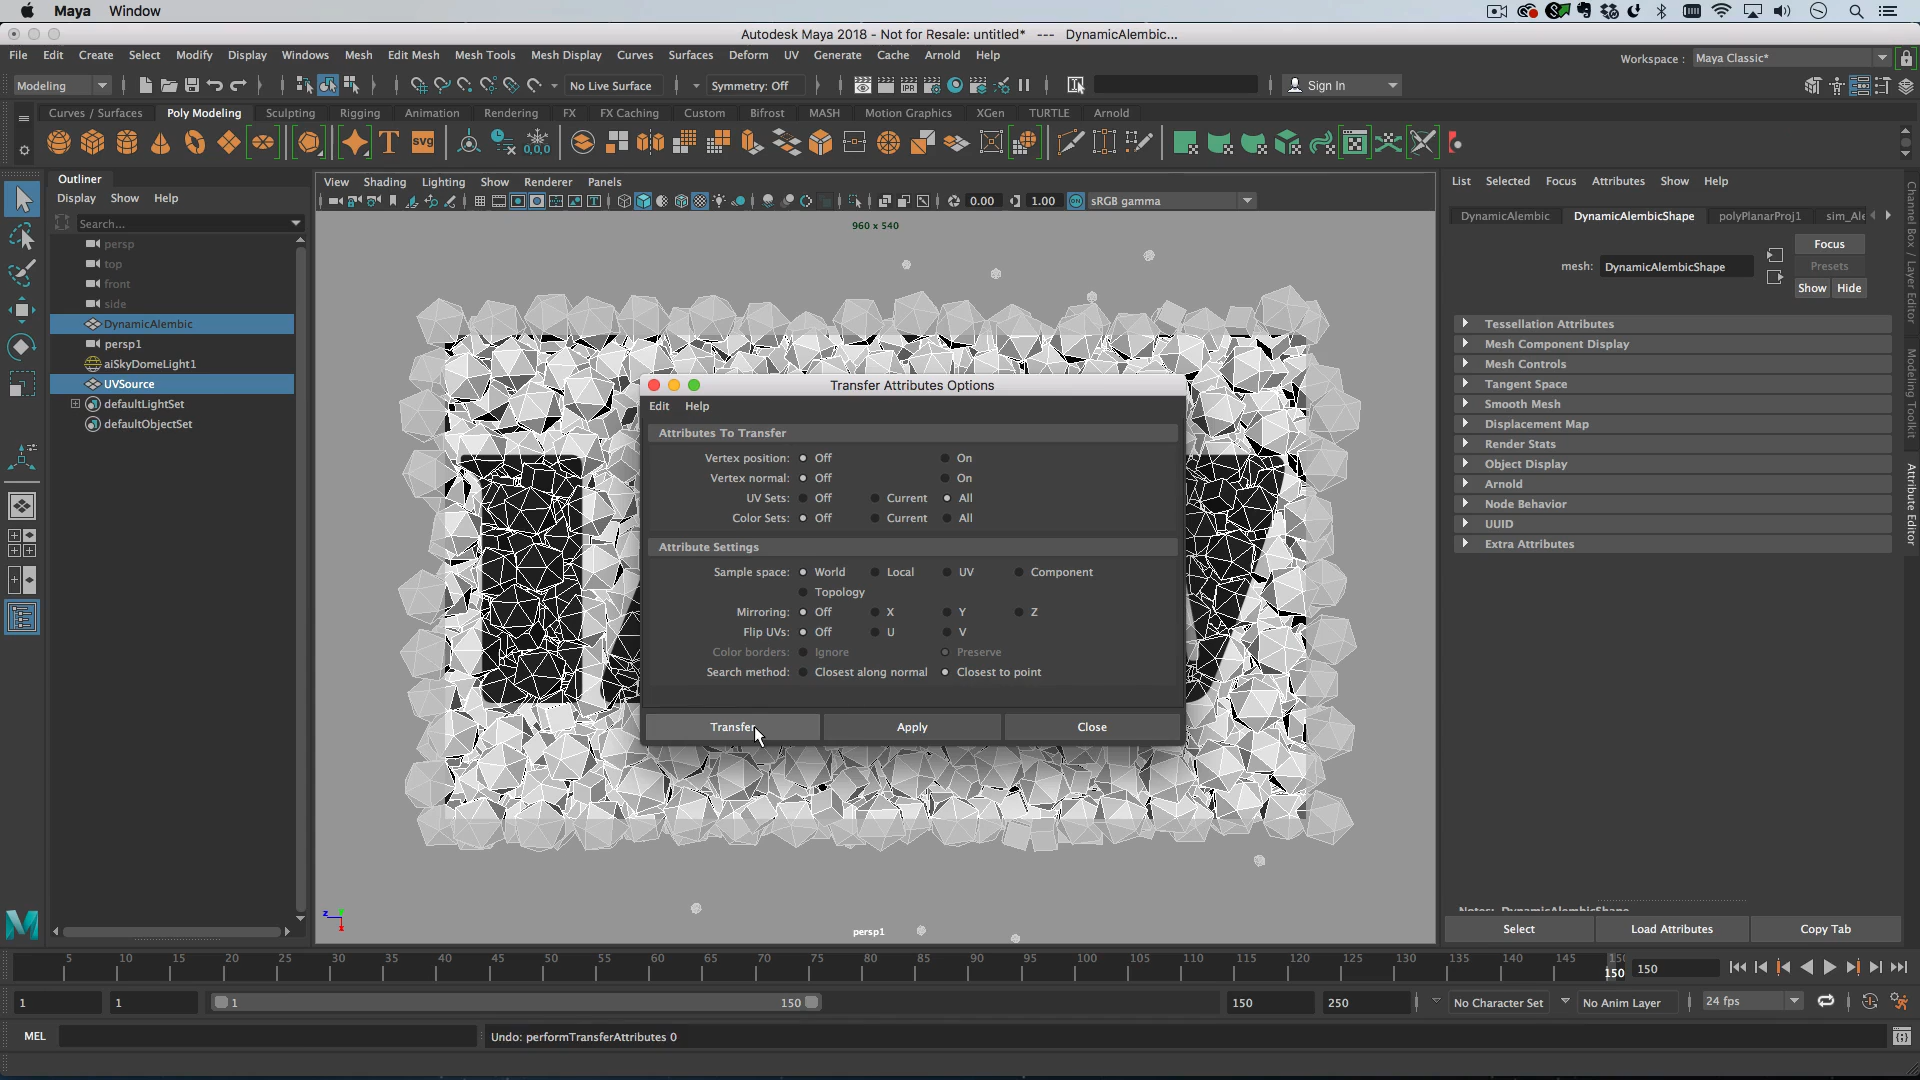 Maya Window
Autodesk Maya 2018 - Not for Resale: untitled* --- DynamicAlembic...
File Edit Create Select Modify Display Windows Mesh Edit Mesh Mesh Tools Mesh Display Curves Surfaces Deform UV Generate Cache Arnold Help
Workspace : Maya Classic*
Modeling No Live Surface Symmetry: Off Sign In
Curves / Surfaces Poly Modeling Sculpting Rigging Animation Rendering FX FX Caching Custom Bifrost MASH Motion Graphics XGen TURTLE Arnold
Outliner
Display Show Help
Search...
persp
top
front
side
DynamicAlembic
persp1
aiSkyDomeLight1
UVSource
defaultLightSet
defaultObjectSet
View Shading Lighting Show Renderer Panels
0.00 1.00 sRGB gamma
960 x 540
Transfer Attributes Options
Edit Help
Attributes To Transfer
Vertex position: Off On
Vertex normal: Off On
UV Sets: Off Current All
Color Sets: Off Current All
Attribute Settings
Sample space: World Local UV Component
Topology
Mirroring: Off X Y Z
Flip UVs: Off U V
Color borders: Ignore Preserve
Search method: Closest along normal Closest to point
Transfer Apply Close
persp1
List Selected Focus Attributes Show Help
DynamicAlembic DynamicAlembicShape polyPlanarProj1 sim_Ale
mesh: DynamicAlembicShape
Focus
Presets
Show Hide
Tessellation Attributes
Mesh Component Display
Mesh Controls
Tangent Space
Smooth Mesh
Displacement Map
Render Stats
Object Display
Arnold
Node Behavior
UUID
Extra Attributes
Notes: DynamicAlembicShape
Select Load Attributes Copy Tab
Channel Box / Layer Editor
Modeling Toolkit
Attribute Editor
5 10 15 20 25 30 35 40 45 50 55 60 65 70 75 80 85 90 95 100 105 110 115 120 125 130 135 140 145 150
150 150
1 1 1 150 150 250 No Character Set No Anim Layer 24 fps
MEL Undo: performTransferAttributes 0